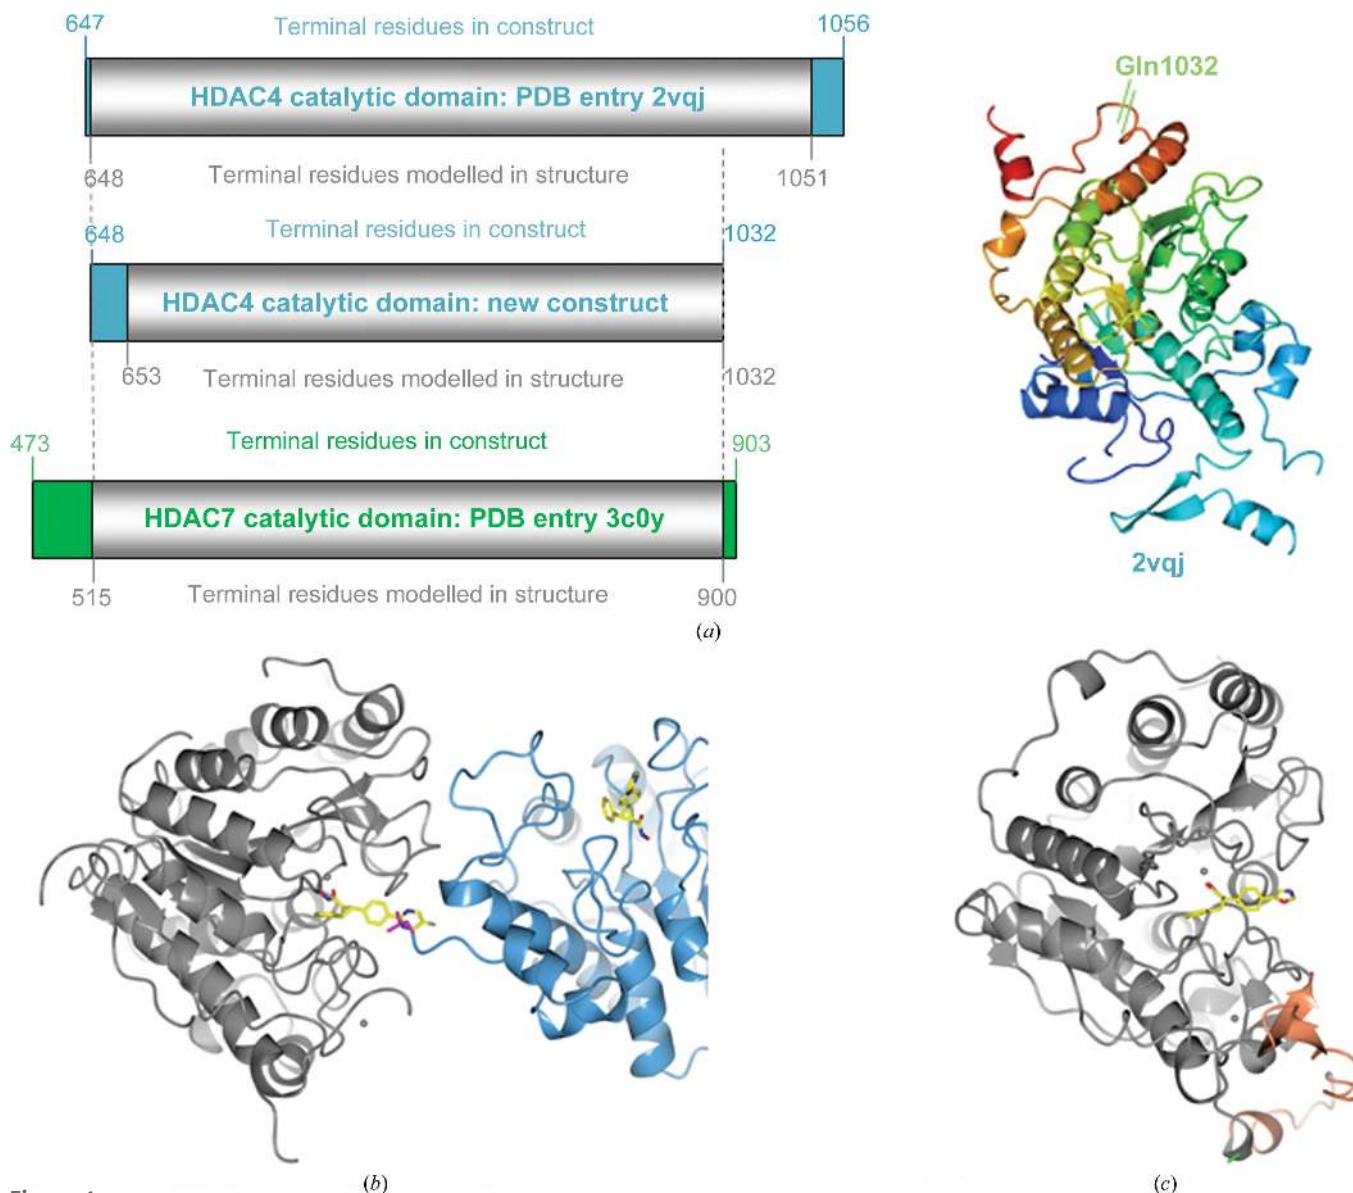 647 Terminal residues in construct 1056
HDAC4 catalytic domain: PDB entry 2vqj
648 Terminal residues modelled in structure 1051
648 Terminal residues in construct 1032
HDAC4 catalytic domain: new construct
653 Terminal residues modelled in structure 1032
473 Terminal residues in construct 903
HDAC7 catalytic domain: PDB entry 3c0y
515 Terminal residues modelled in structure 900
Gln1032
2vqj
(a)
(b)
(c)